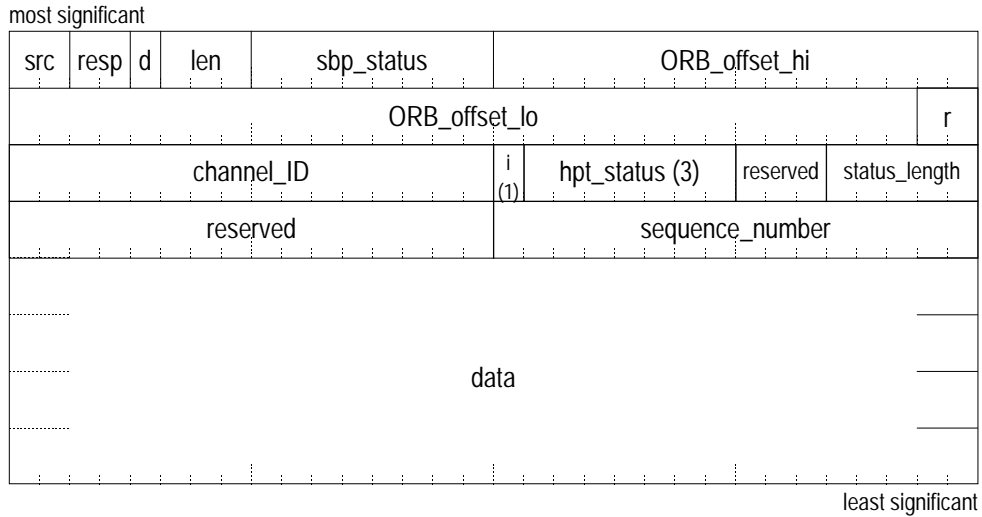 most significant
src resp d len sbp_status ORB_offset_hi
ORB_offset_lo r
channel_ID i (1) hpt_status (3) reserved status_length
reserved sequence_number
data
least significant